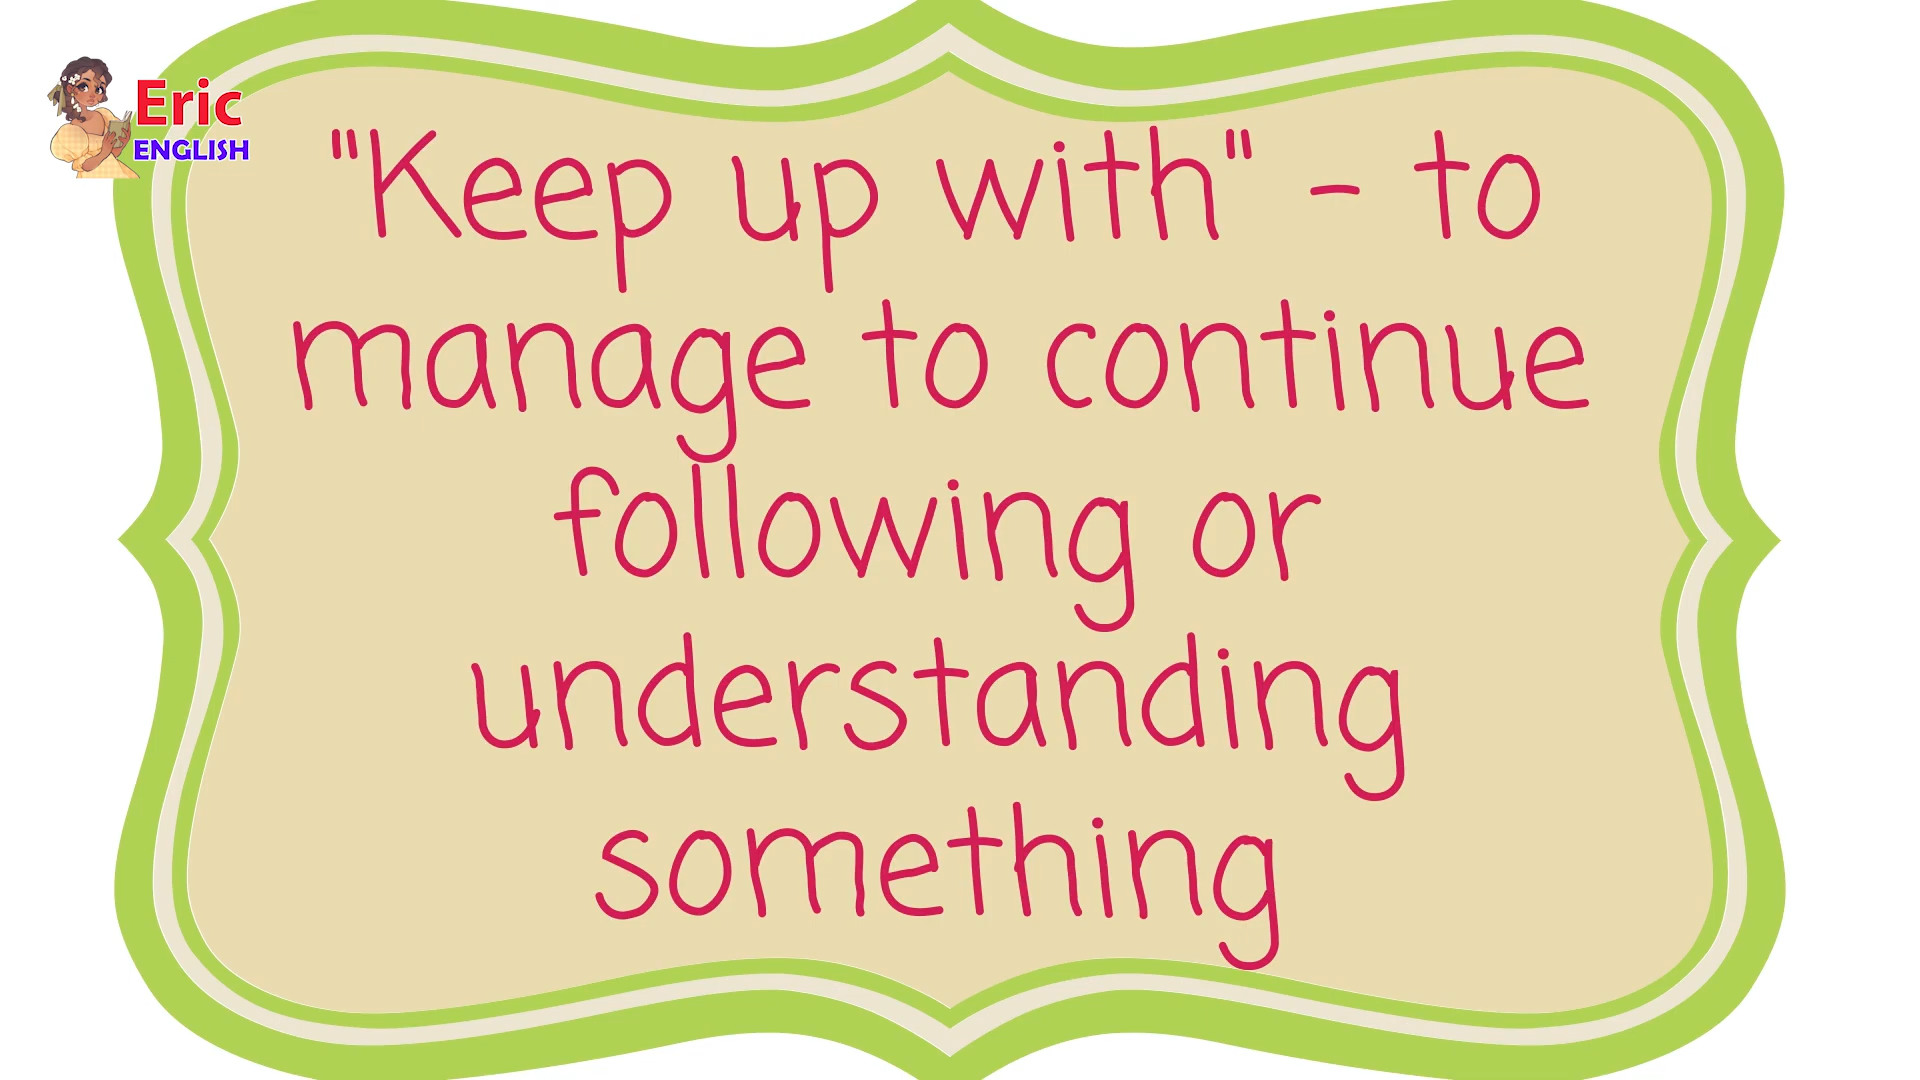 Eric
ENGLISH
"Keep up with" - to
manage to continue
following or
understanding
something